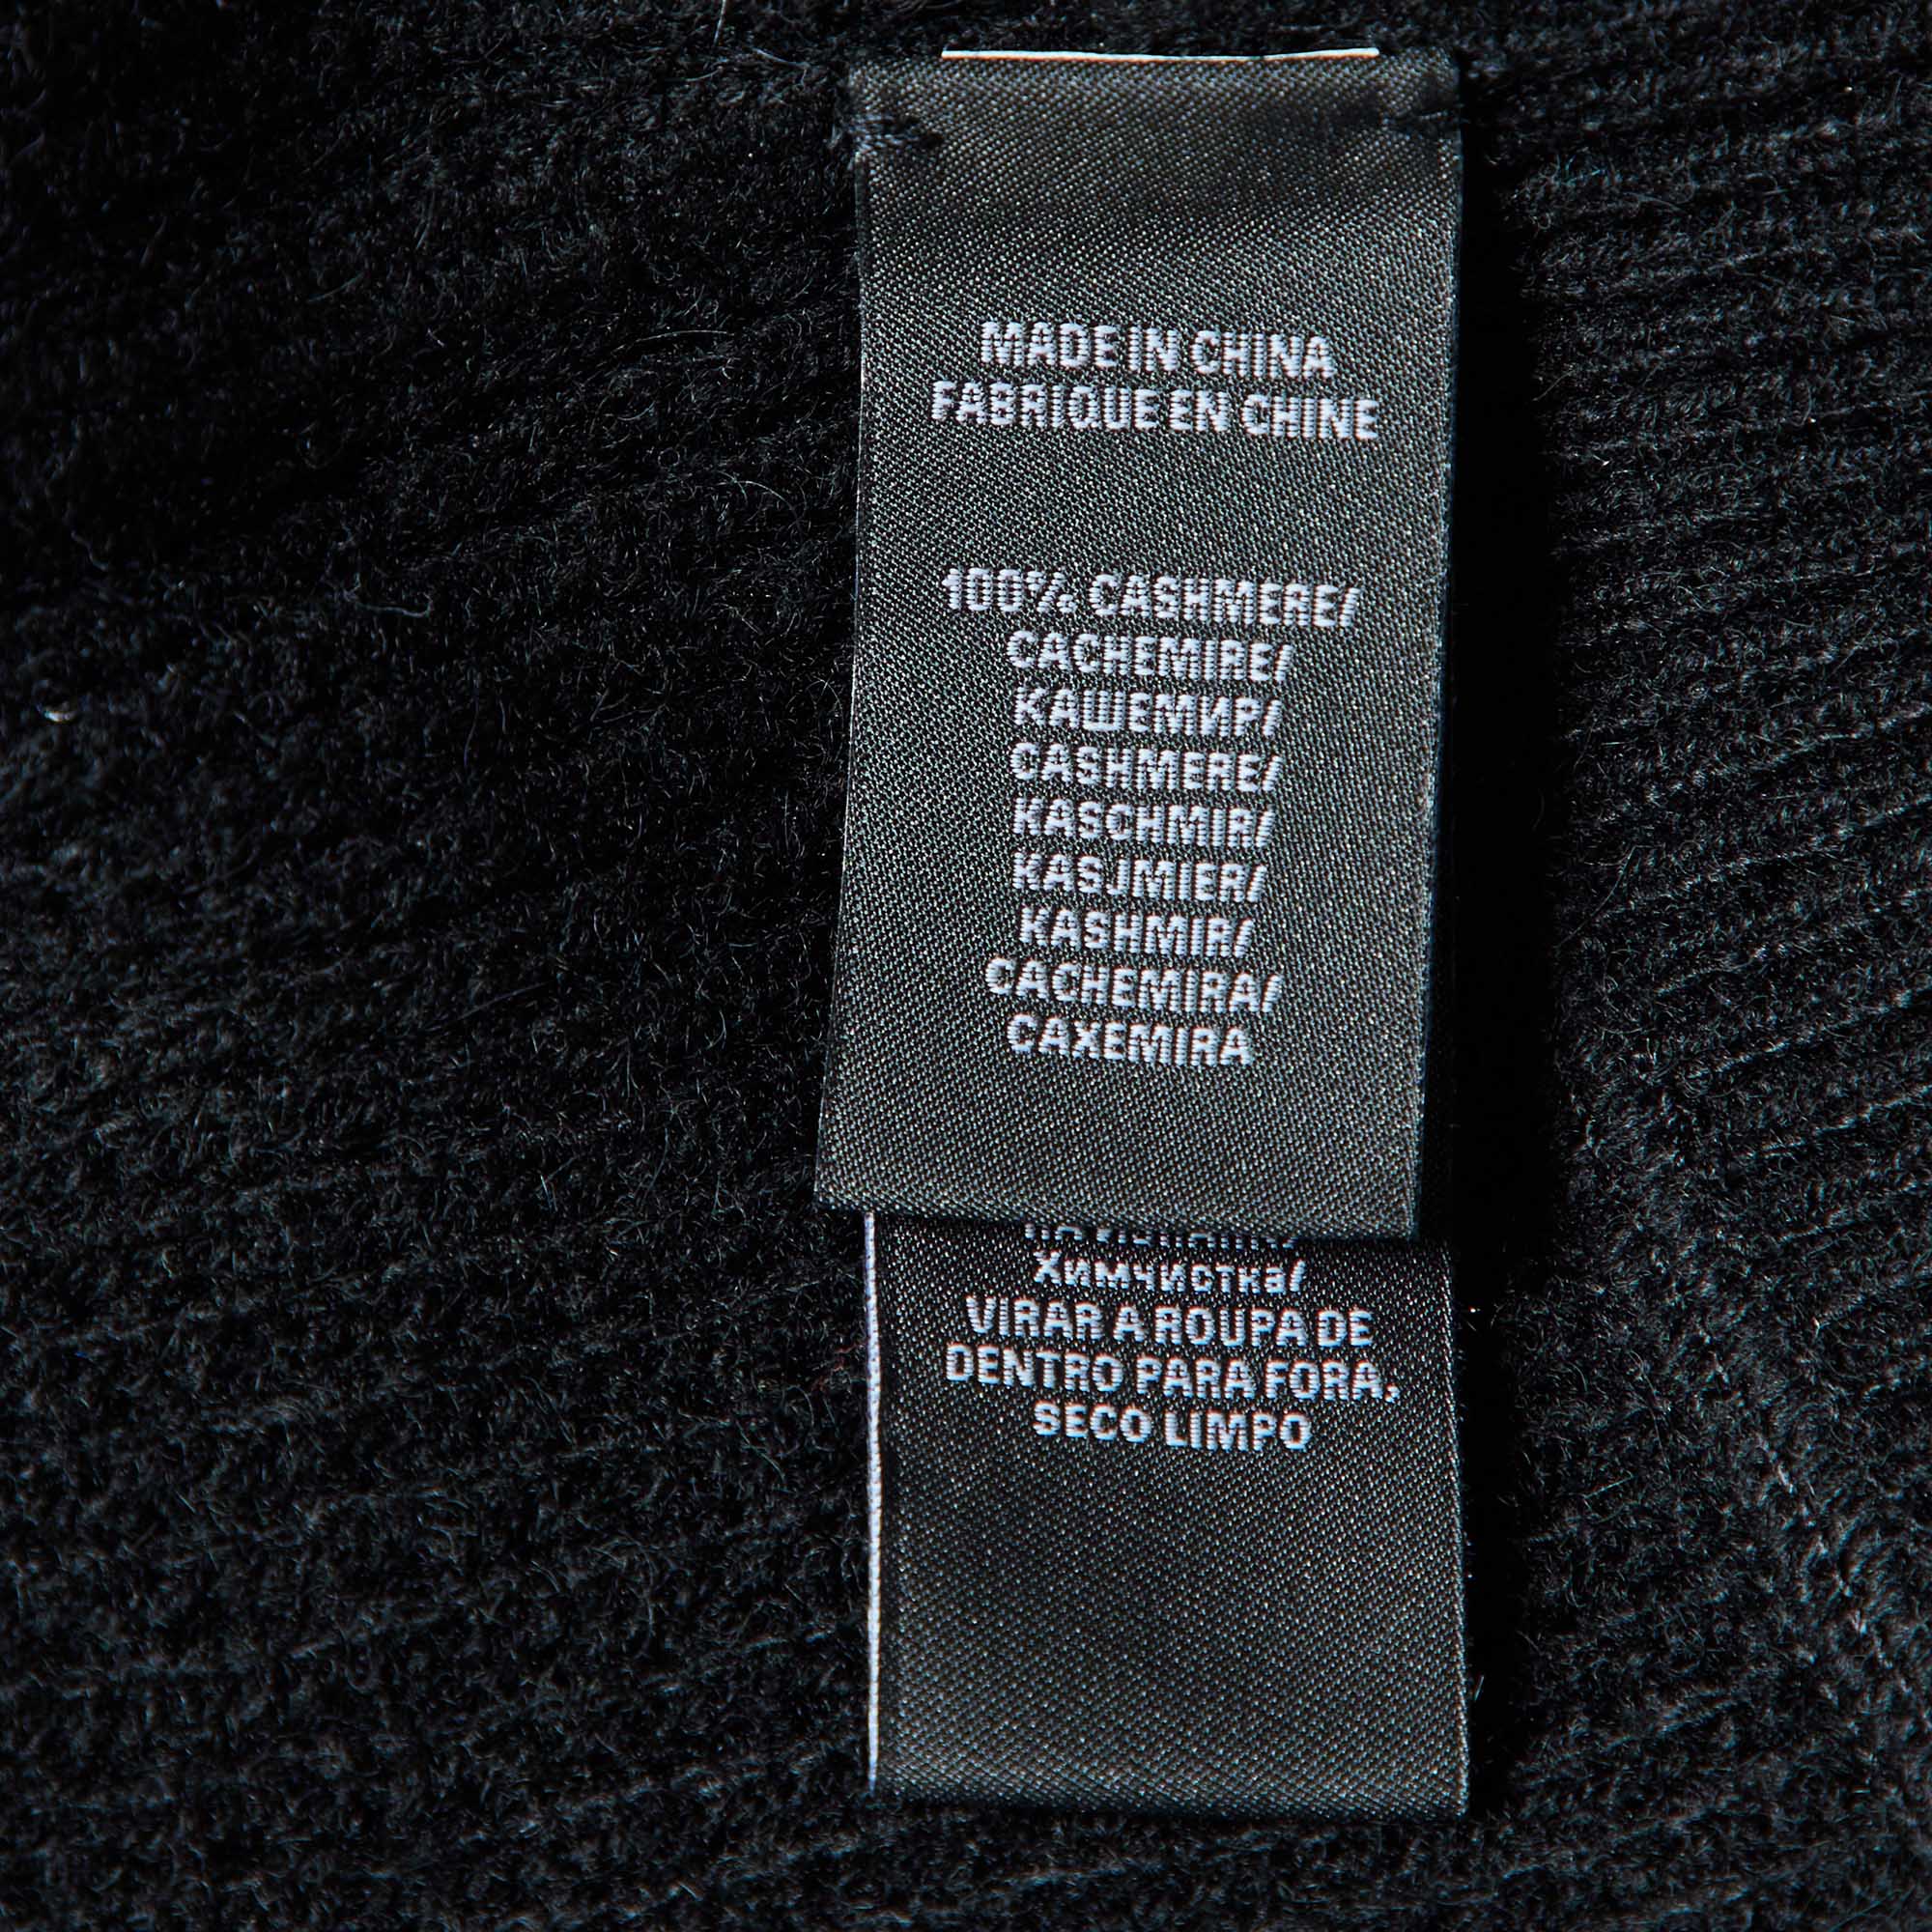 MADE IN CHINA
FABRIQUE EN CHINE
100% CASHMERE/
CACHEMIRE/
КАШЕМИР/
CASHMERE/
KASCHMIR/
KASJMIER/
KASHMIR/
CACHEMIRA/
CAXEMIRA
Химчистка/
VIRAR A ROUPA DE
DENTRO PARA FORA,
SECO LIMPO